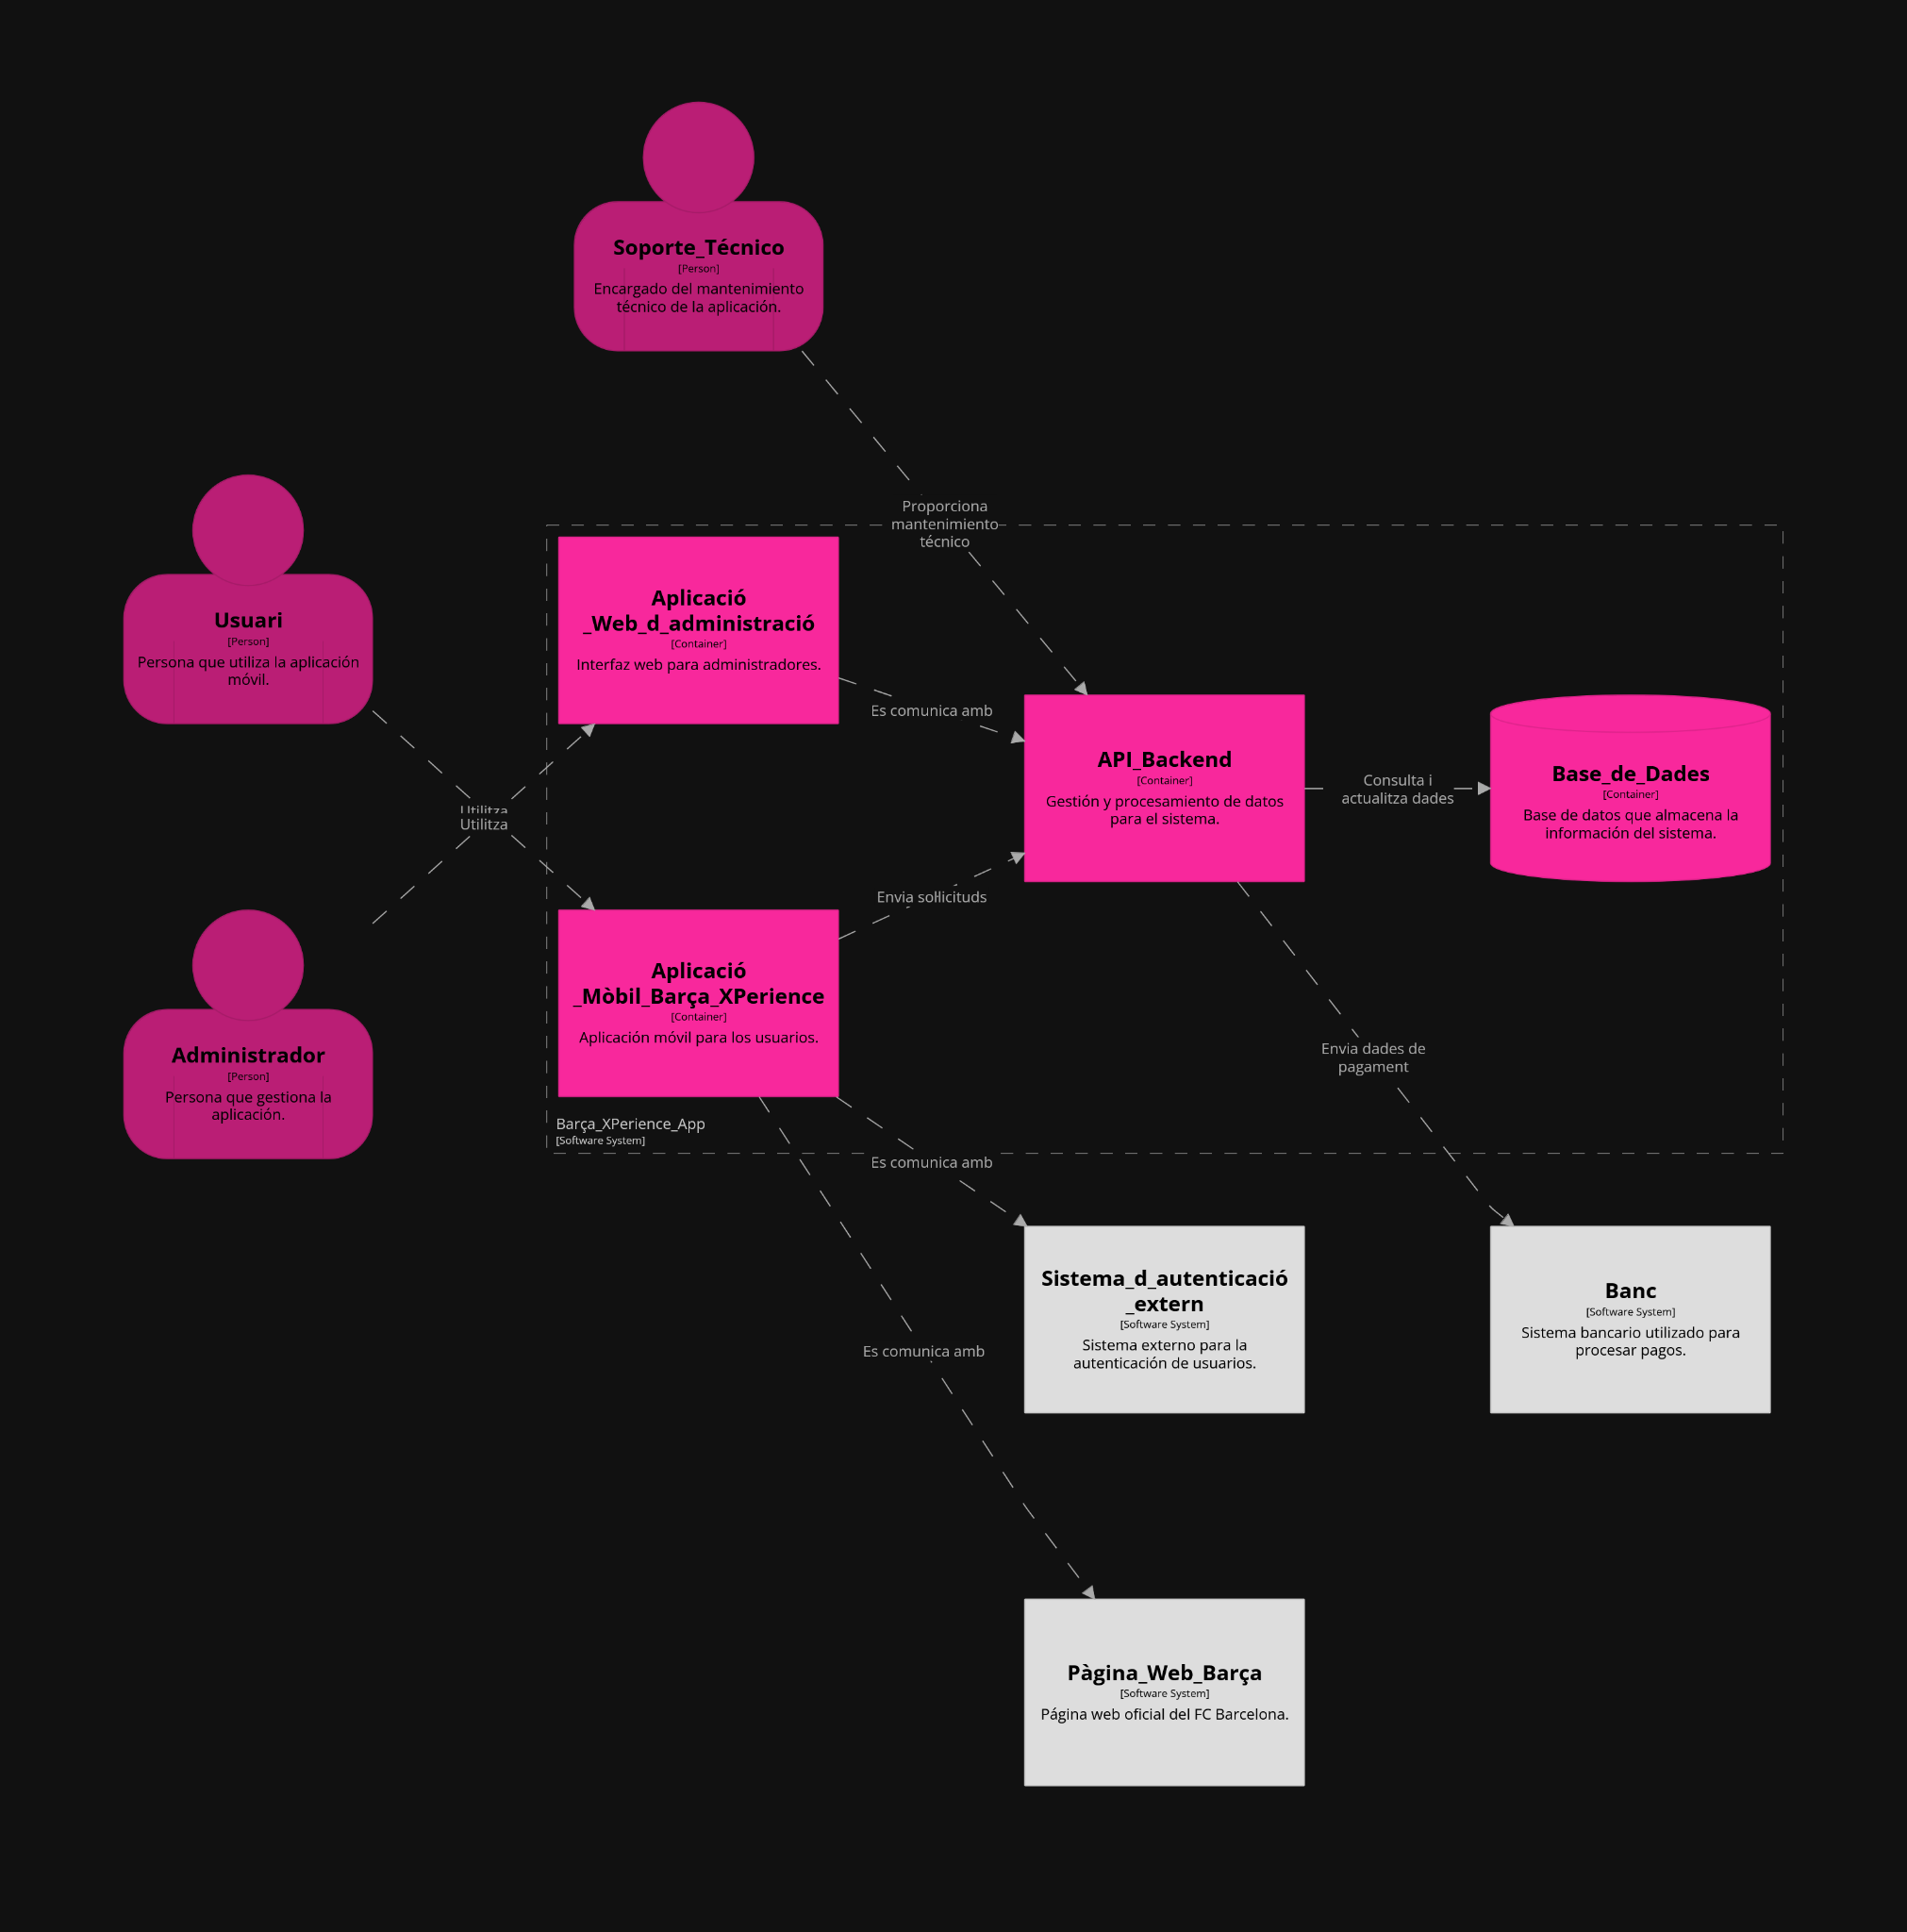 Soporte_Técnico
[Person]
Encargado del mantenimiento
técnico de la aplicación.
Proporciona
mantenimiento
técnico
Usuari
[Person]
Persona que utiliza la aplicación
móvil.
Aplicació
_Web_d_administració
[Container]
Interfaz web para administradores.
Es comunica amb
API_Backend
[Container]
Gestión y procesamiento de datos
para el sistema.
Consulta i
actualitza dades
Base_de_Dades
[Container]
Base de datos que almacena la
información del sistema.
Utilitza
Utilitza
Envia sol·licituds
Aplicació
_Mòbil_Barça_XPerience
[Container]
Aplicación móvil para los usuarios.
Administrador
[Person]
Persona que gestiona la
aplicación.
Envia dades de
pagament
Barça_XPerience_App
[Software System]
Es comunica amb
Sistema_d_autenticació
_extern
[Software System]
Sistema externo para la
autenticación de usuarios.
Banc
[Software System]
Sistema bancario utilizado para
procesar pagos.
Es comunica amb
Pàgina_Web_Barça
[Software System]
Página web oficial del FC Barcelona.